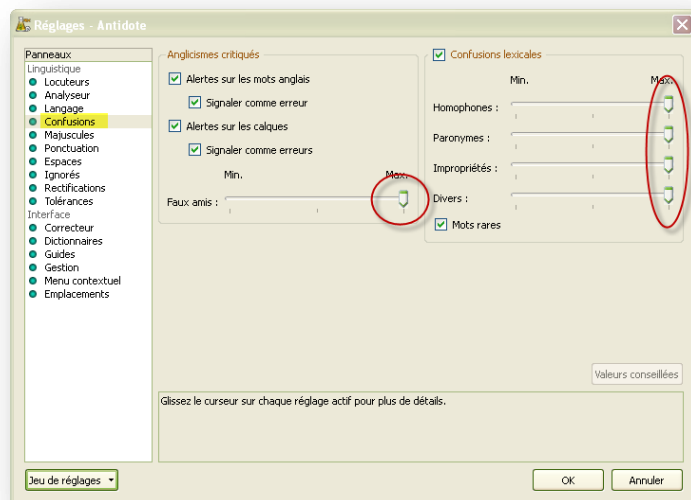 Réglages - Antidote
Panneaux
Linguistique
Locuteurs
Analyseur
Langage
Confusions
Majuscules
Ponctuation
Espaces
Ignorés
Rectifications
Tolérances
Interface
Correcteur
Dictionnaires
Guides
Gestion
Menu contextuel
Emplacements
Anglicismes critiqués
Alertes sur les mots anglais
Signaler comme erreur
Alertes sur les calques
Signaler comme erreurs
Min. Max.
Faux amis :
Confusions lexicales
Min. Max.
Homophones :
Paronymes :
Impropriétés :
Divers :
Mots rares
Valeurs conseillées
Glissez le curseur sur chaque réglage actif pour plus de détails.
Jeu de réglages
OK
Annuler